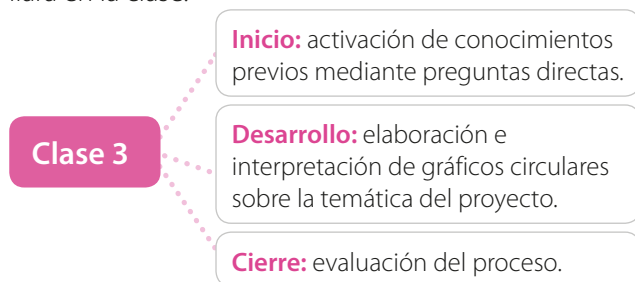 Inicio: activación de conocimientos
previos mediante preguntas directas.
Clase 3
Desarrollo: elaboración e
interpretación de gráficos circulares
sobre la temática del proyecto.
Cierre: evaluación del proceso.